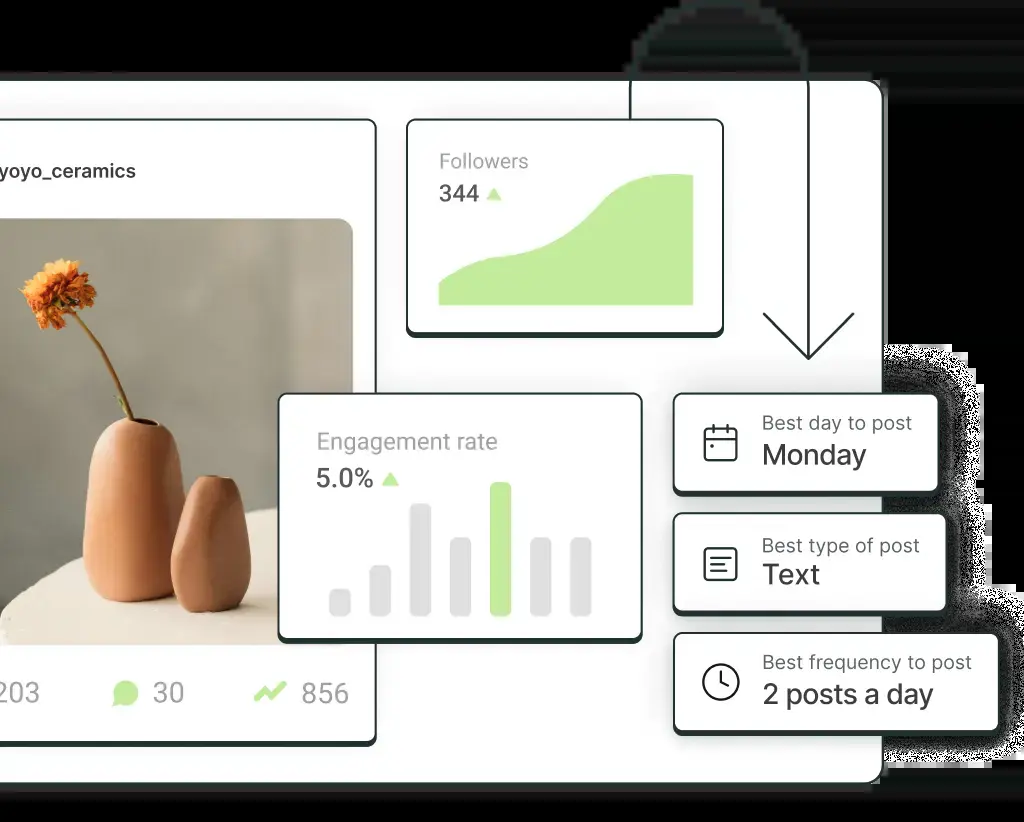 yoyo_ceramics
203
30
856
Followers
344
Engagement rate
5.0%
Best day to post
Monday
Best type of post
Text
Best frequency to post
2 posts a day